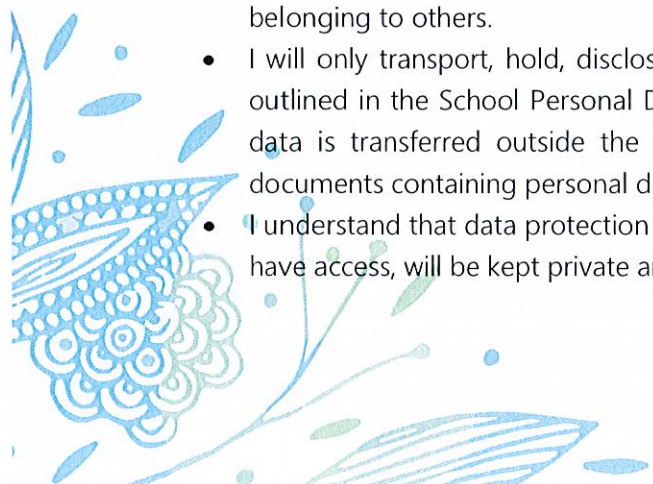 belonging to others.
• I will only transport, hold, disclos
outlined in the School Personal D
data is transferred outside the
documents containing personal d
• I understand that data protection
have access, will be kept private a